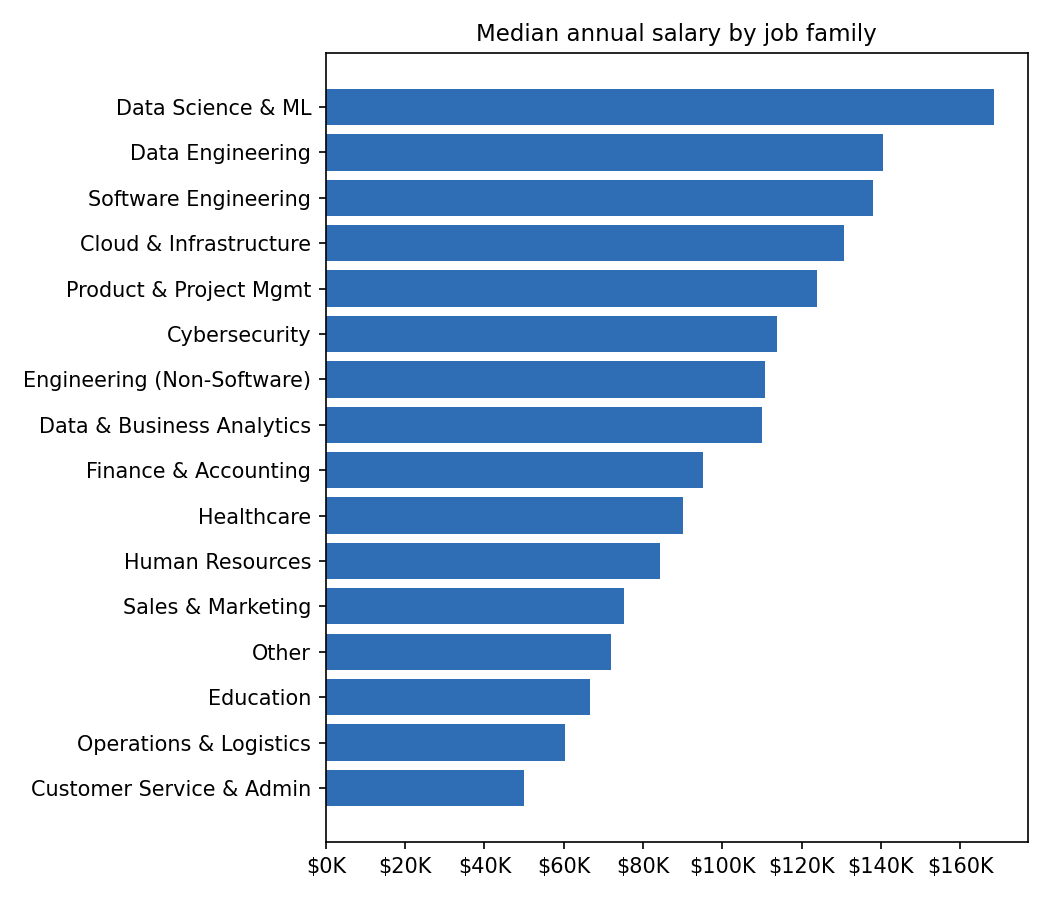 Median annual salary by job family
Data Science & ML
Data Engineering
Software Engineering
Cloud & Infrastructure
Product & Project Mgmt
Cybersecurity
Engineering (Non-Software)
Data & Business Analytics
Finance & Accounting
Healthcare
Human Resources
Sales & Marketing
Other
Education
Operations & Logistics
Customer Service & Admin
$0K $20K $40K $60K $80K $100K $120K $140K $160K